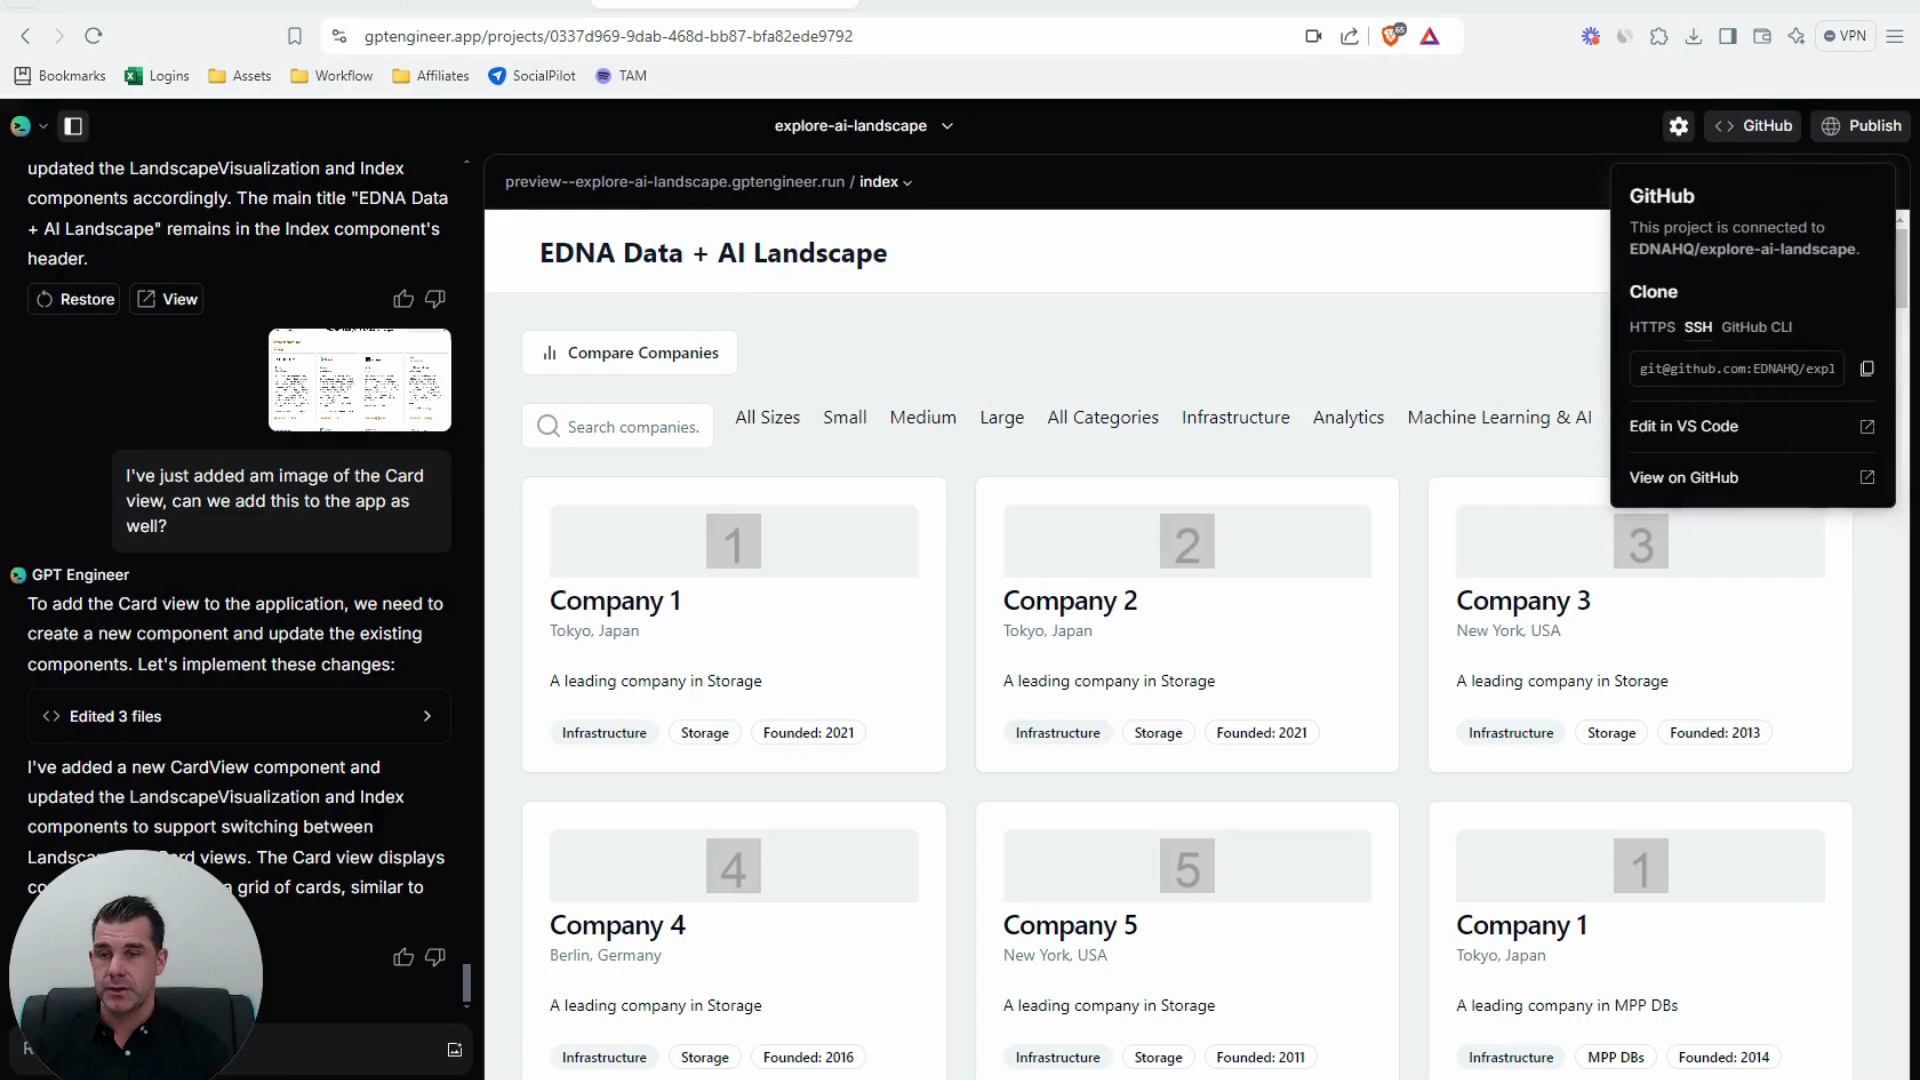 gptengineer.app/projects/0337d969-9dab-468d-bb87-bfa82ede9792
65
VPN
Bookmarks
Logins
Assets
Workflow
Affiliates
SocialPilot
TAM
explore-ai-landscape
GitHub
Publish
updated the LandscapeVisualization and Index
components accordingly. The main title "EDNA Data
+ AI Landscape" remains in the Index component's
header.
Restore
View
I've just added am image of the Card
view, can we add this to the app as
well?
GPT Engineer
To add the Card view to the application, we need to
create a new component and update the existing
components. Let's implement these changes:
Edited 3 files
I've added a new CardView component and
updated the LandscapeVisualization and Index
components to support switching between
views. The Card view displays
a grid of cards, similar to
preview--explore-ai-landscape.gptengineer.run / index
EDNA Data + AI Landscape
Compare Companies
Search companies.
All Sizes
Small
Medium
Large
All Categories
Infrastructure
Analytics
Machine Learning & AI
1
Company 1
Tokyo, Japan
A leading company in Storage
Infrastructure
Storage
Founded: 2021
2
Company 2
Tokyo, Japan
A leading company in Storage
Infrastructure
Storage
Founded: 2021
3
Company 3
New York, USA
A leading company in Storage
Infrastructure
Storage
Founded: 2013
4
Company 4
Berlin, Germany
A leading company in Storage
Infrastructure
Storage
Founded: 2016
5
Company 5
New York, USA
A leading company in Storage
Infrastructure
Storage
Founded: 2011
1
Company 1
Tokyo, Japan
A leading company in MPP DBs
Infrastructure
MPP DBs
Founded: 2014
GitHub
This project is connected to
EDNAHQ/explore-ai-landscape.
Clone
HTTPS
SSH
GitHub CLI
git@github.com:EDNAHQ/expl
Edit in VS Code
View on GitHub